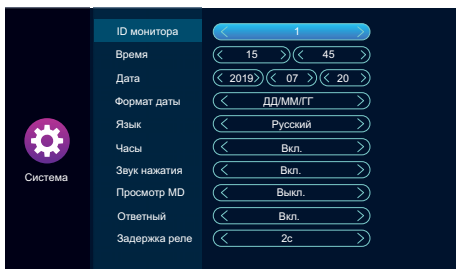 ID монитора 1
Время 15 45
Дата 2019 07 20
Формат даты ДД/ММ/ГГ
Язык Русский
Часы Вкл.
Звук нажатия Вкл.
Просмотр MD Выкл.
Ответный Вкл.
Задержка реле 2с
Система